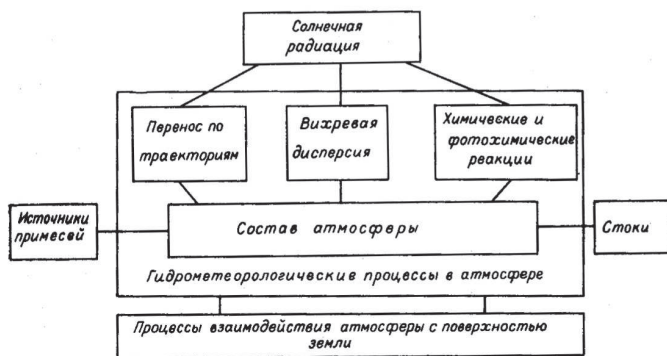 Солнечная
радиация
Перенос по
траекториям
Вихревая
дисперсия
Химические и
фотохимические
реакции
Источники
примесей
Состав атмосферы
Стоки
Гидрометеорологические процессы в атмосфере
Процессы взаимодействия атмосферы с поверхностью
земли